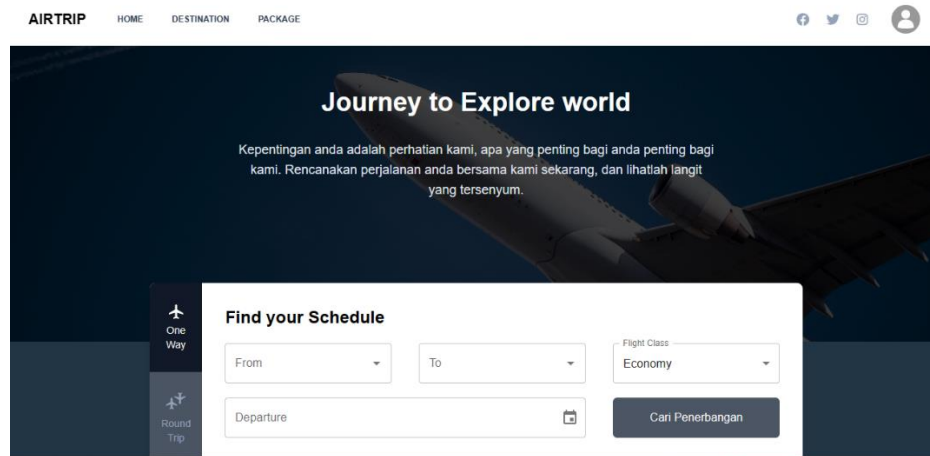 AIRTRIP HOME DESTINATION PACKAGE
Journey to Explore world
Kepentingan anda adalah perhatian kami, apa yang penting bagi anda penting bagi
kami. Rencanakan perjalanan anda bersama kami sekarang, dan lihatlah langit
yang tersenyum.
One
Way
Round
Trip
Find your Schedule
From
To
Flight Class
Economy
Departure
Cari Penerbangan